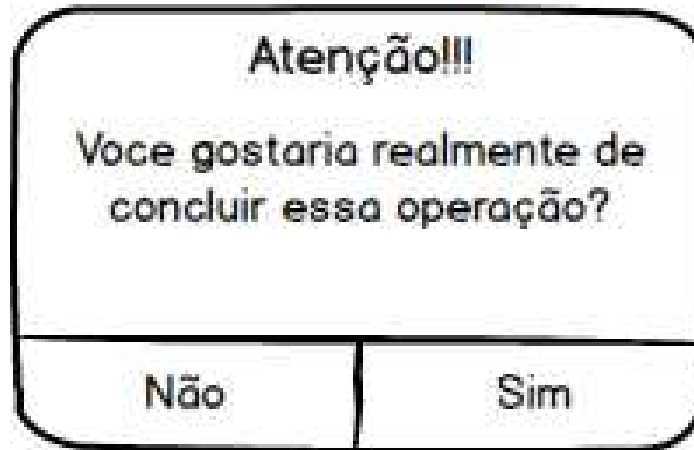 Atenção!!!
Voce gostaria realmente de
concluir essa operação?
Não Sim